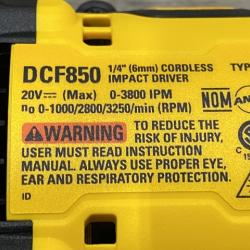 DCF850 1/4" (6mm) CORDLESS TYP
IMPACT DRIVER
20V⎓ (Max) 0-3800 IPM
no 0-1000/2800/3250/min (RPM) NOM
⚠WARNING TO REDUCE THE
RISK OF INJURY,
USER MUST READ INSTRUCTION
MANUAL. ALWAYS USE PROPER EYE,
EAR AND RESPIRATORY PROTECTION.
ID